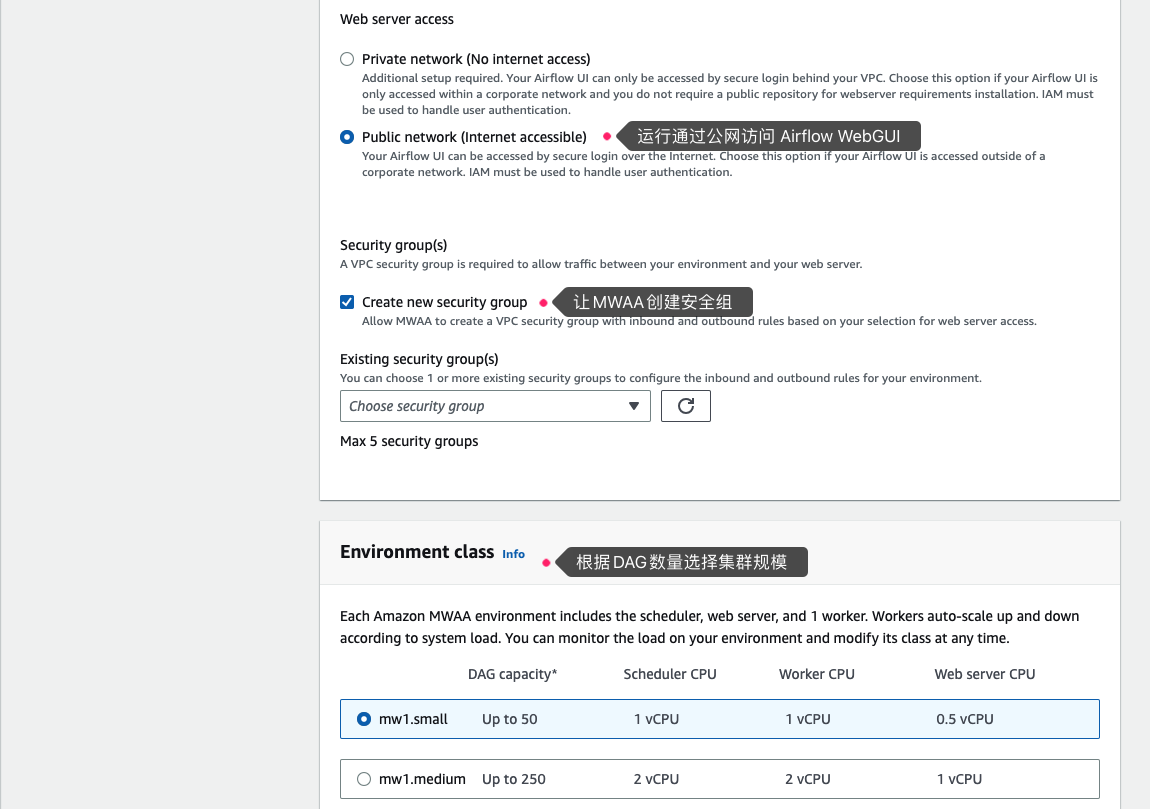 Web server access
Private network (No internet access)
Additional setup required. Your Airflow UI can only be accessed by secure login behind your VPC. Choose this option if your Airflow UI is
only accessed within a corporate network and you do not require a public repository for webserver requirements installation. IAM must
be used to handle user authentication.
Public network (Internet accessible) 运行通过公网访问 Airflow WebGUI
Your Airflow UI can be accessed by secure login over the Internet. Choose this option if your Airflow UI is accessed outside of a
corporate network. IAM must be used to handle user authentication.
Security group(s)
A VPC security group is required to allow traffic between your environment and your web server.
Create new security group 让MWAA创建安全组
Allow MWAA to create a VPC security group with inbound and outbound rules based on your selection for web server access.
Existing security group(s)
You can choose 1 or more existing security groups to configure the inbound and outbound rules for your environment.
Choose security group
Max 5 security groups
Environment class Info 根据DAG数量选择集群规模
Each Amazon MWAA environment includes the scheduler, web server, and 1 worker. Workers auto-scale up and down
according to system load. You can monitor the load on your environment and modify its class at any time.
DAG capacity* Scheduler CPU Worker CPU Web server CPU
mw1.small Up to 50 1 vCPU 1 vCPU 0.5 vCPU
mw1.medium Up to 250 2 vCPU 2 vCPU 1 vCPU